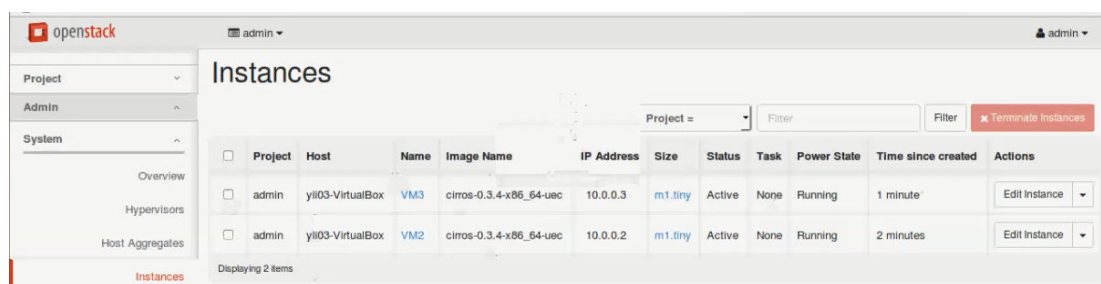 openstack
admin
admin
Project
Admin
System
Overview
Hypervisors
Host Aggregates
Instances
Instances
Project =
Filter
Filter
Terminate Instances
Project Host Name Image Name IP Address Size Status Task Power State Time since created Actions
admin yli03-VirtualBox VM3 cirros-0.3.4-x86_64-uec 10.0.0.3 m1.tiny Active None Running 1 minute Edit Instance
admin yli03-VirtualBox VM2 cirros-0.3.4-x86_64-uec 10.0.0.2 m1.tiny Active None Running 2 minutes Edit Instance
Displaying 2 items